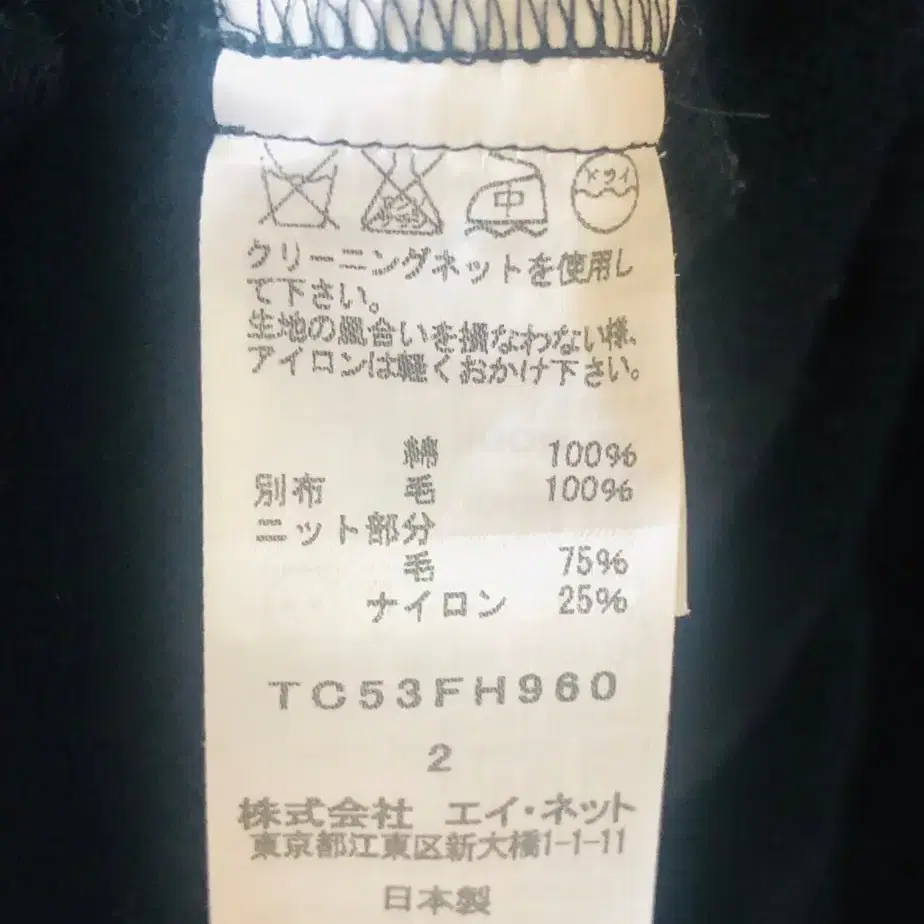 中 ドライ
クリーニングネットを使用し
て下さい。
生地の風合いを損なわない様、
アイロンは軽くおかけ下さい。
綿 100%
別布 毛 100%
ニット部分
毛 75%
ナイロン 25%
TC53FH960
2
株式会社 エイ・ネット
東京都江東区新大橋1-1-11
日本製